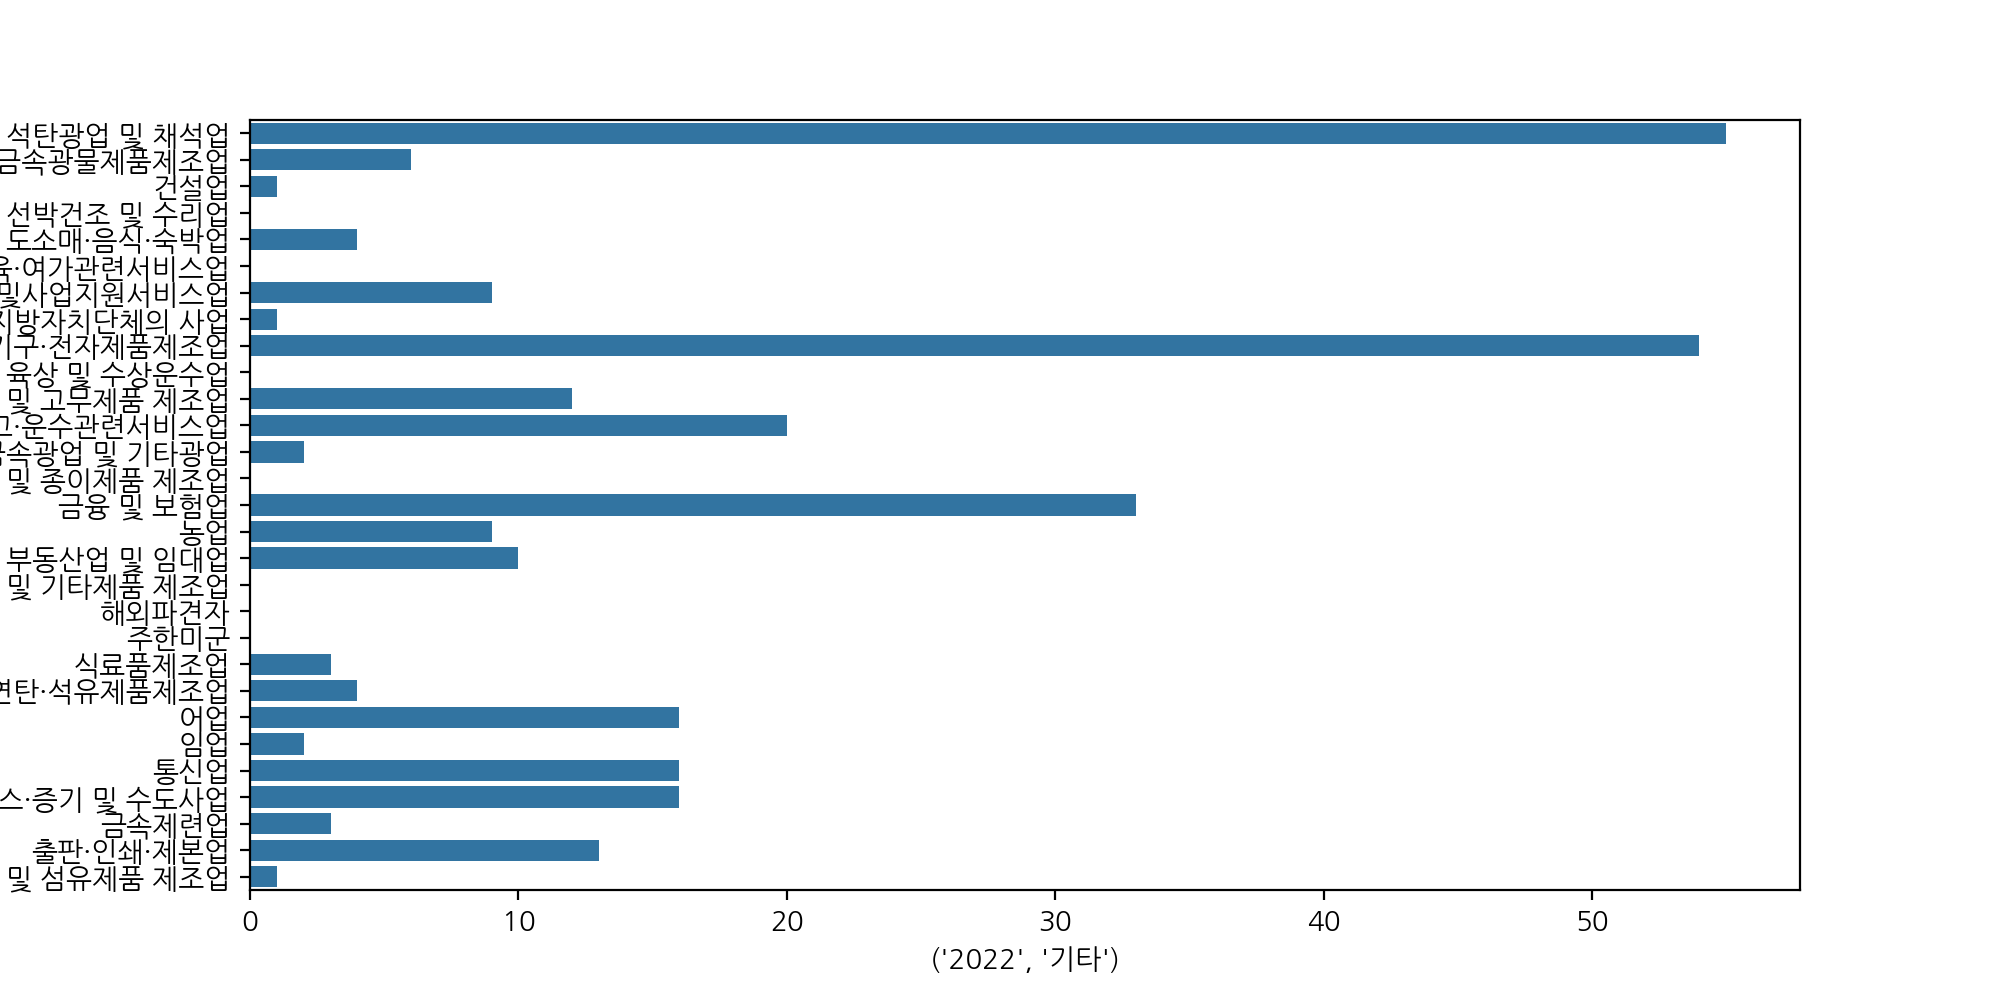 석탄광업 및 채석업
금속광물제품제조업
건설업
선박건조 및 수리업
도소매·음식·숙박업
·여가관련서비스업
및사업지원서비스업
지방자치단체의 사업
기구·전자제품제조업
육상 및 수상운수업
및 고무제품 제조업
고·운수관련서비스업
금속광업 및 기타광업
및 종이제품 제조업
금융 및 보험업
농업
부동산업 및 임대업
및 기타제품 제조업
해외파견자
주한미군
식료품제조업
연탄·석유제품제조업
어업
임업
통신업
스·증기 및 수도사업
금속제련업
출판·인쇄·제본업
및 섬유제품 제조업
0 10 20 30 40 50
('2022', '기타')